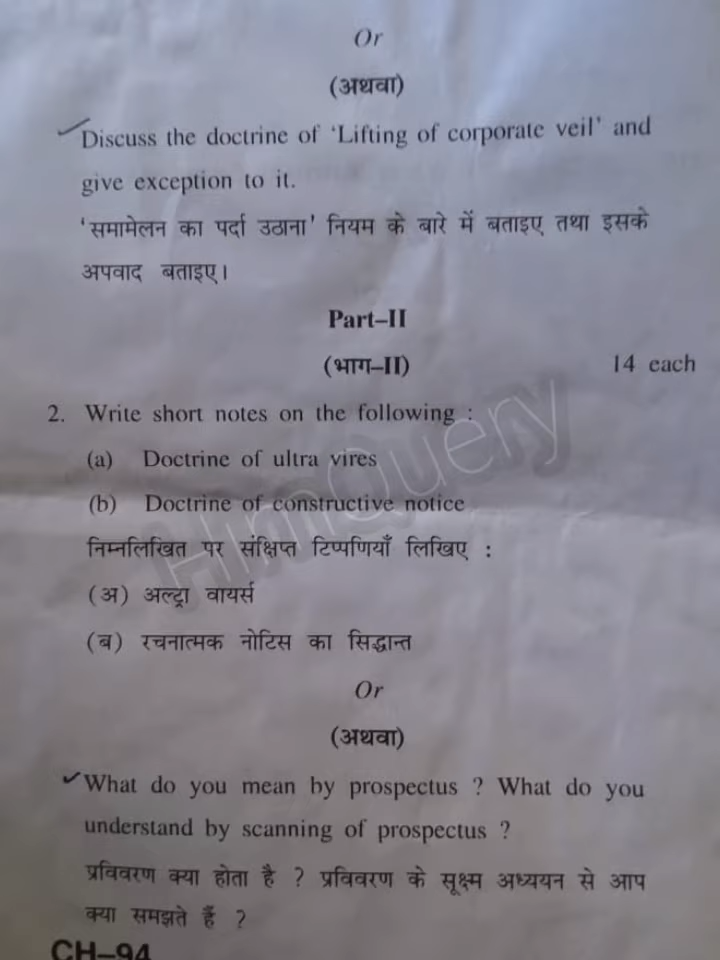 Or
(अथवा)
Discuss the doctrine of 'Lifting of corporate veil' and
give exception to it.
'समामेलन का पर्दा उठाना' नियम के बारे में बताइए तथा इसके
अपवाद बताइए।
Part–II
(भाग–II) 14 each
2. Write short notes on the following :
(a) Doctrine of ultra vires
(b) Doctrine of constructive notice
निम्नलिखित पर संक्षिप्त टिप्पणियाँ लिखिए :
(अ) अल्ट्रा वायर्स
(ब) रचनात्मक नोटिस का सिद्धान्त
HimQuery
Or
(अथवा)
What do you mean by prospectus ? What do you
understand by scanning of prospectus ?
प्रविवरण क्या होता है ? प्रविवरण के सूक्ष्म अध्ययन से आप
क्या समझते हैं ?
CH–94